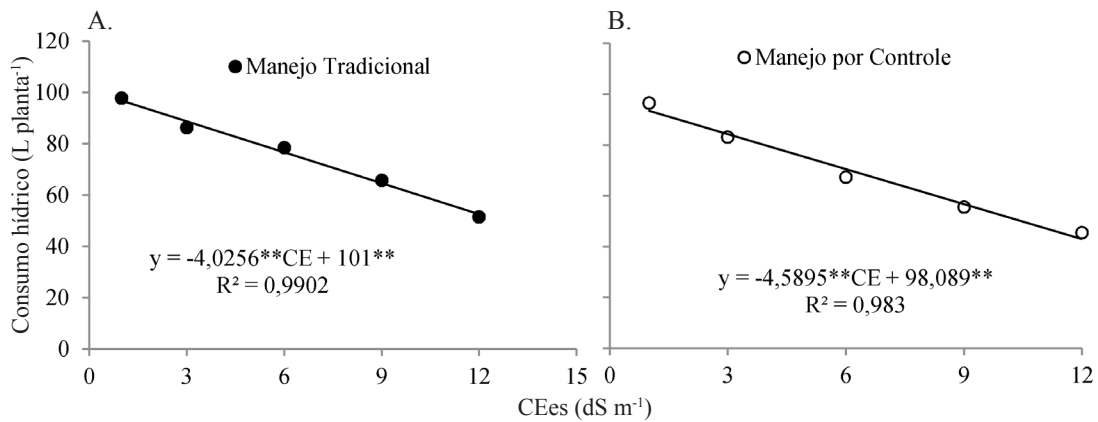 A.
Manejo Tradicional
Consumo hídrico (L planta⁻¹)
120
100
80
60
40
20
0
y = -4,0256**CE + 101**
R² = 0,9902
0 3 6 9 12 15
B.
Manejo por Controle
y = -4,5895**CE + 98,089**
R² = 0,983
0 3 6 9 12
CEes (dS m⁻¹)